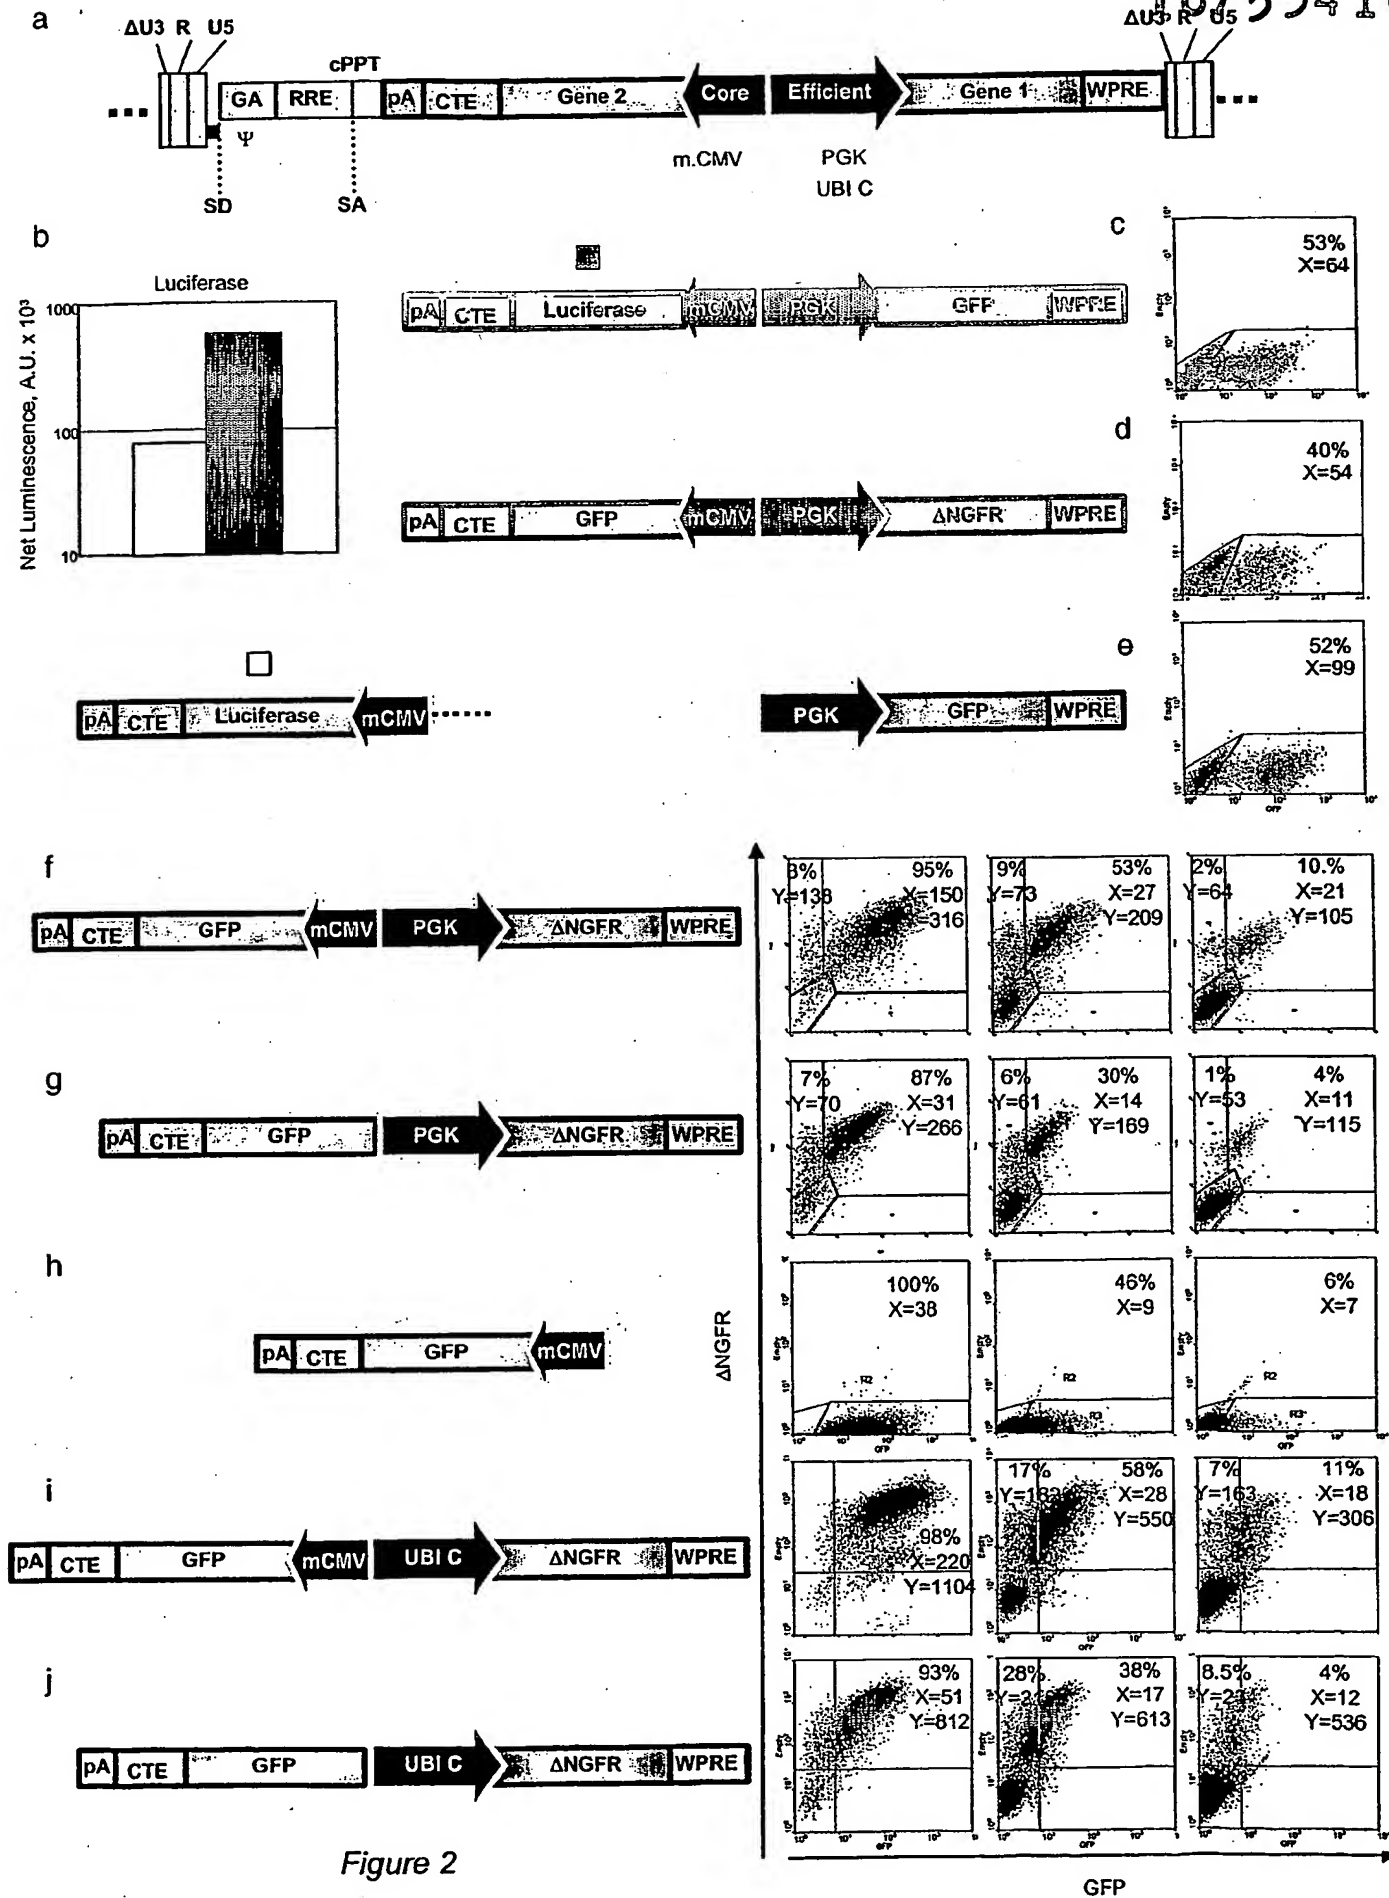 a
ΔU3 R U5
ΔU3 R U5
cPPT
GA RRE pA CTE Gene 2 Core Efficient Gene 1 WPRE
Ψ
m.CMV PGK
UBI C
SD SA
b
Luciferase
Net Luminescence, A.U. x 10³
1000
100
10
pA CTE Luciferase mCMV PGK GFP WPRE
c
53%
X=64
pA CTE GFP mCMV PGK ΔNGFR WPRE
d
40%
X=54
pA CTE Luciferase mCMV
PGK GFP WPRE
e
52%
X=99
f
pA CTE GFP mCMV PGK ΔNGFR WPRE
95% 9% 53% 2% 10.%
Y=138 X=150 Y=73 X=27 Y=64 X=21
316 Y=209 Y=105
g
pA CTE GFP PGK ΔNGFR WPRE
7% 87% 6% 30% 1% 4%
Y=70 X=31 Y=61 X=14 Y=53 X=11
Y=266 Y=169 Y=115
h
pA CTE GFP mCMV
100% 46% 6%
X=38 X=9 X=7
R2 R2 R2
R3 R3
ΔNGFR
i
pA CTE GFP mCMV UBI C ΔNGFR WPRE
17% 58% 7% 11%
X=28 Y=163 X=18
Y=550 Y=306
98%
X=220
Y=1104
j
pA CTE GFP UBI C ΔNGFR WPRE
93% 28% 38% 8.5% 4%
X=51 X=17 X=12
Y=812 Y=613 Y=536
GFP
Figure 2